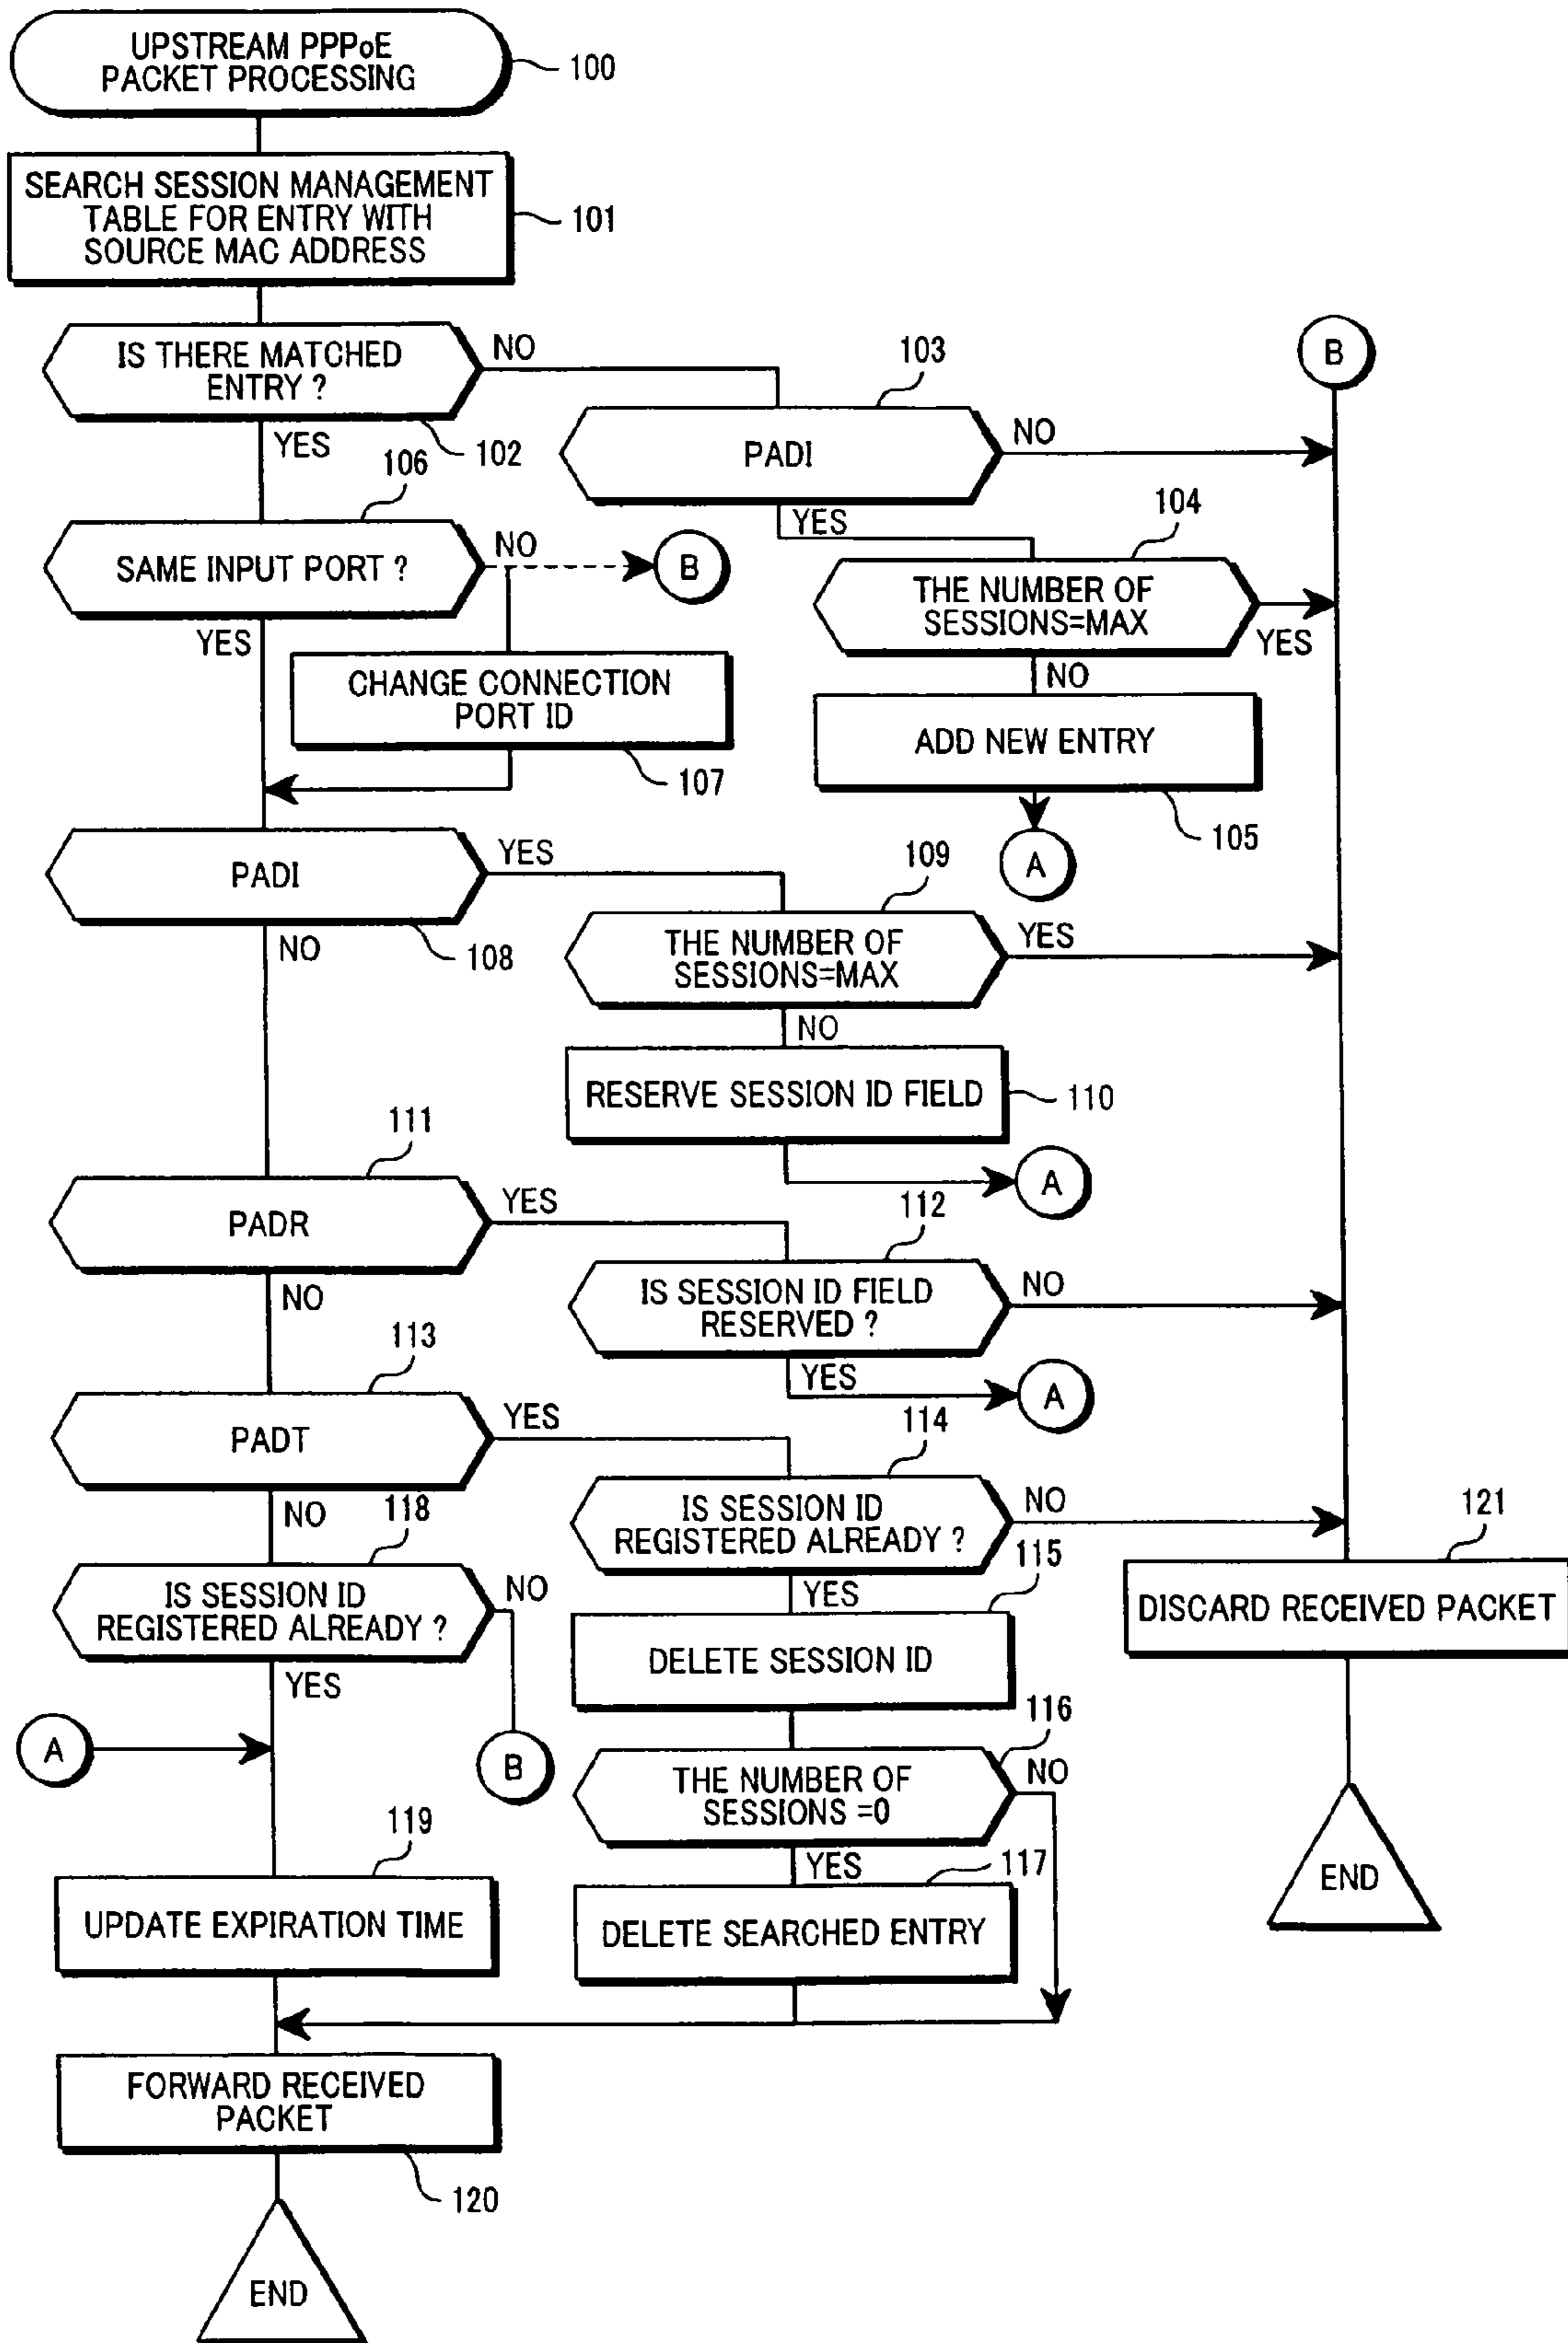 UPSTREAM PPPoE
PACKET PROCESSING
100
SEARCH SESSION MANAGEMENT
TABLE FOR ENTRY WITH
SOURCE MAC ADDRESS
101
IS THERE MATCHED
ENTRY ?
NO
YES
102
103
PADI
NO
YES
B
106
SAME INPUT PORT ?
NO
B
YES
104
THE NUMBER OF
SESSIONS=MAX
YES
NO
CHANGE CONNECTION
PORT ID
107
ADD NEW ENTRY
105
A
PADI
YES
NO
108
109
THE NUMBER OF
SESSIONS=MAX
YES
NO
RESERVE SESSION ID FIELD
110
A
111
PADR
YES
NO
112
IS SESSION ID FIELD
RESERVED ?
NO
YES
A
113
PADT
YES
NO
114
IS SESSION ID
REGISTERED ALREADY ?
NO
YES
118
IS SESSION ID
REGISTERED ALREADY ?
NO
YES
B
A
115
DELETE SESSION ID
116
THE NUMBER OF
SESSIONS =0
NO
YES
117
DELETE SEARCHED ENTRY
121
DISCARD RECEIVED PACKET
END
119
UPDATE EXPIRATION TIME
FORWARD RECEIVED
PACKET
120
END